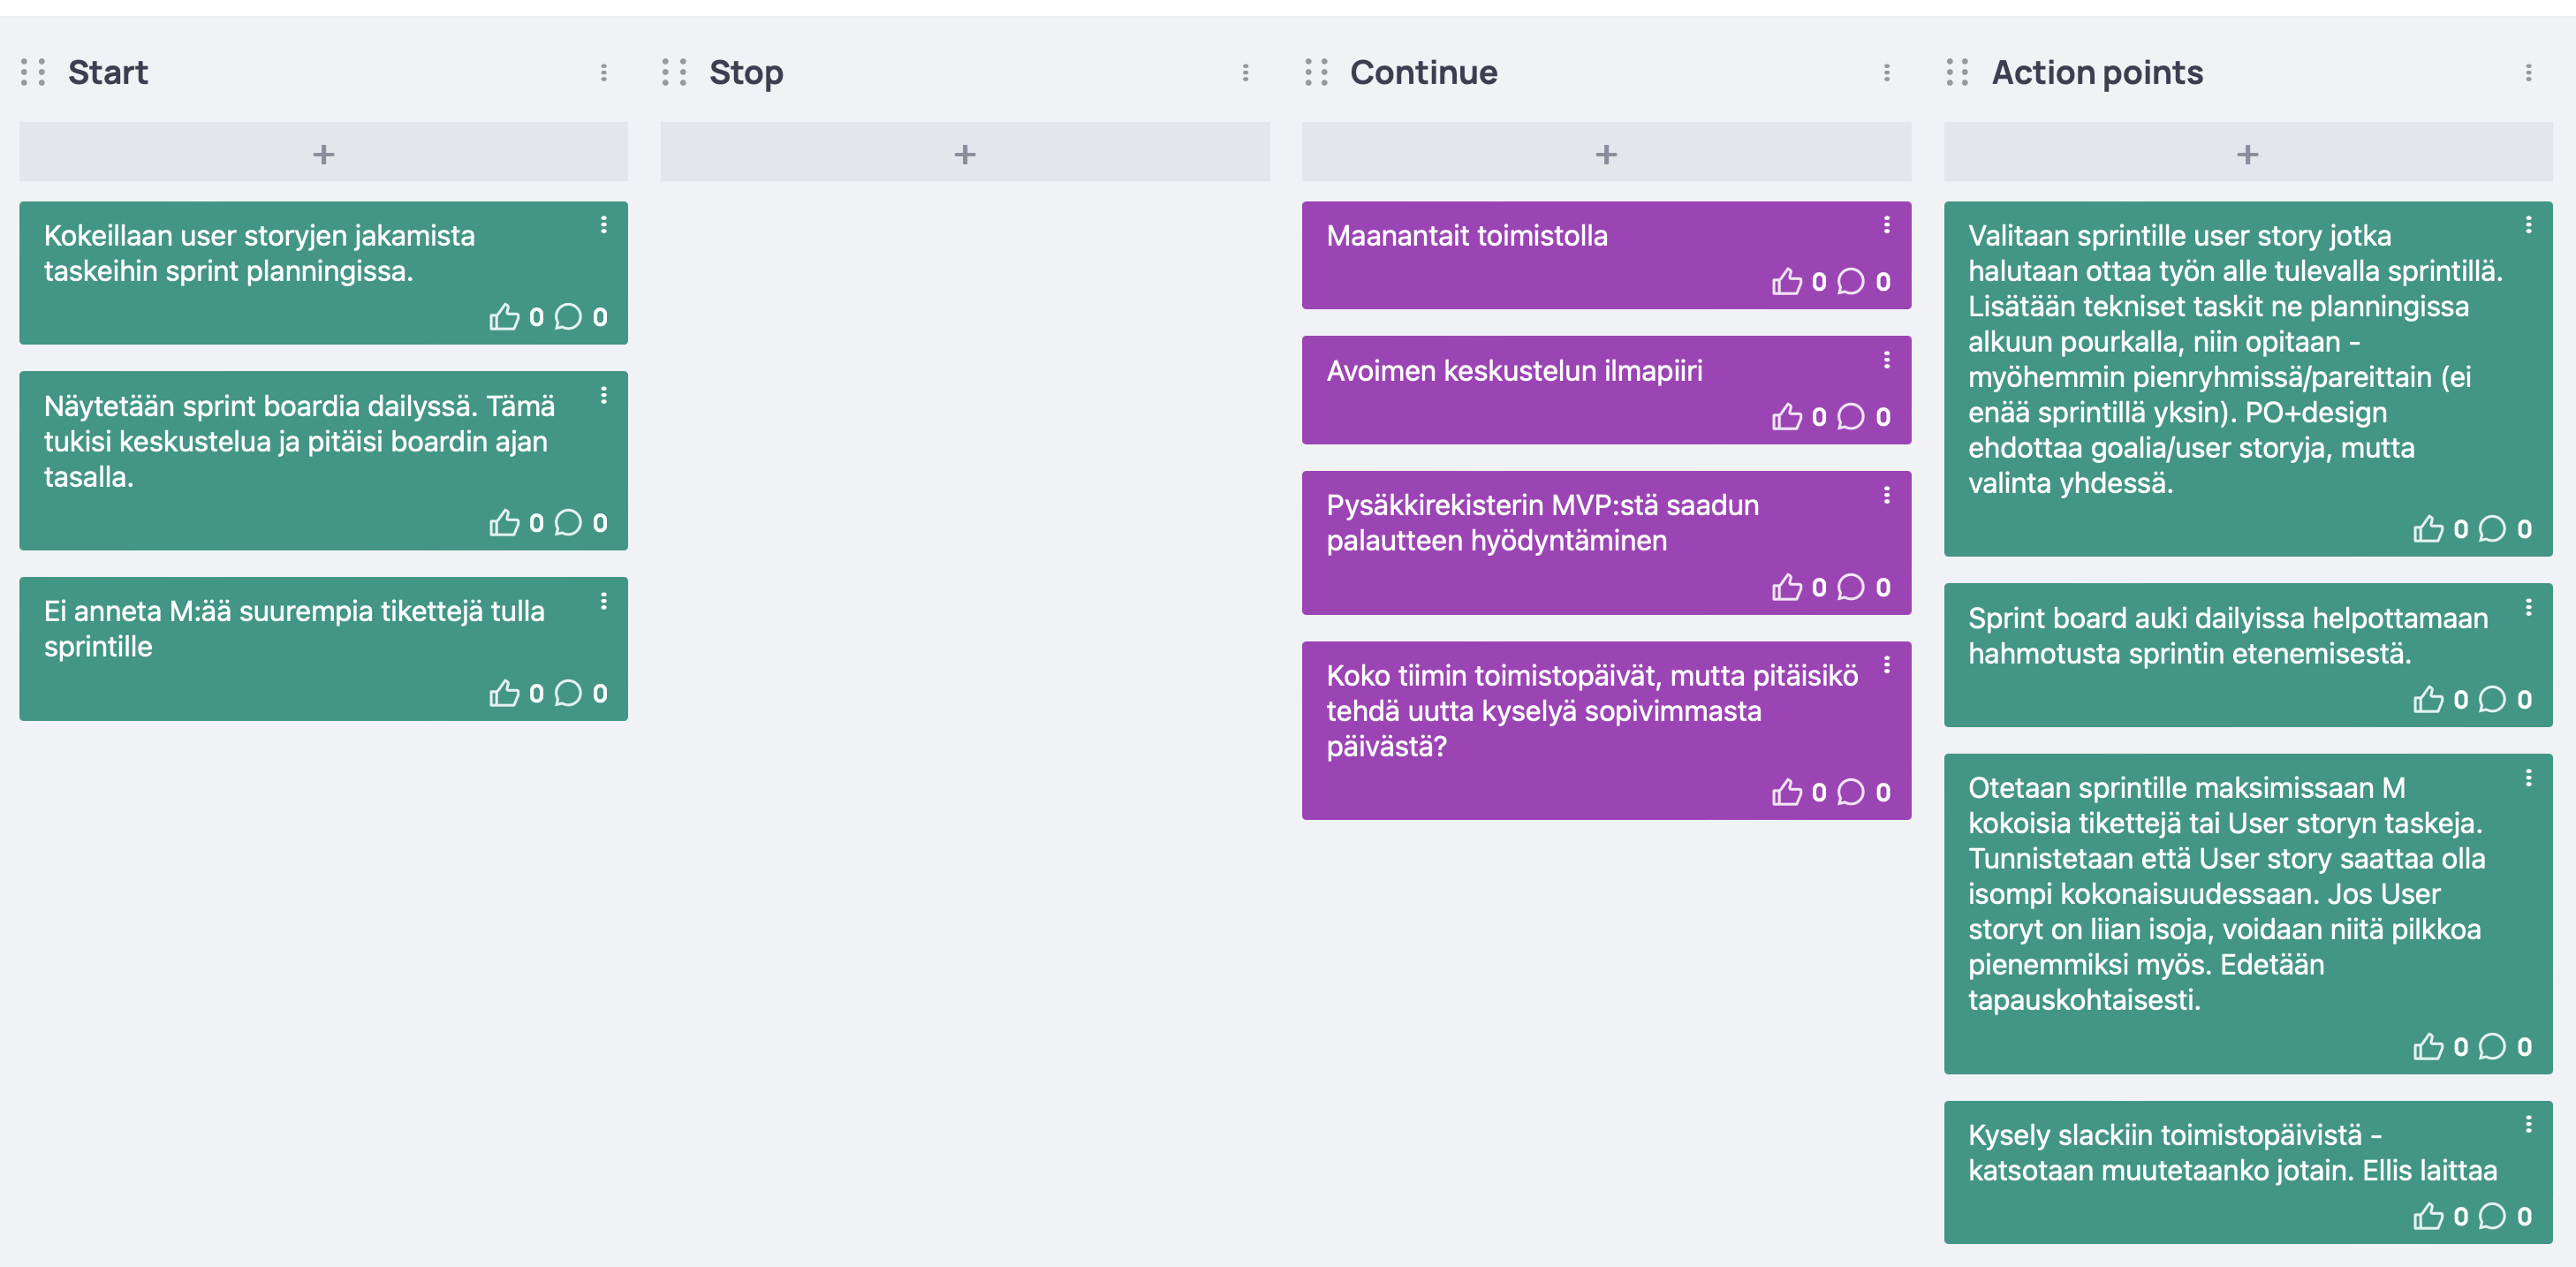 Start
+
Kokeillaan user storyjen jakamista
taskeihin sprint planningissa.
0 0
Näytetään sprint boardia dailyssä. Tämä
tukisi keskustelua ja pitäisi boardin ajan
tasalla.
0 0
Ei anneta M:ää suurempia tikettejä tulla
sprintille
0 0
Stop
+
Continue
+
Maanantait toimistolla
0 0
Avoimen keskustelun ilmapiiri
0 0
Pysäkkirekisterin MVP:stä saadun
palautteen hyödyntäminen
0 0
Koko tiimin toimistopäivät, mutta pitäisikö
tehdä uutta kyselyä sopivimmasta
päivästä?
0 0
Action points
+
Valitaan sprintille user story jotka
halutaan ottaa työn alle tulevalla sprintillä.
Lisätään tekniset taskit ne planningissa
alkuun pourkalla, niin opitaan -
myöhemmin pienryhmissä/pareittain (ei
enää sprintillä yksin). PO+design
ehdottaa goalia/user storyja, mutta
valinta yhdessä.
0 0
Sprint board auki dailyissa helpottamaan
hahmotusta sprintin etenemisestä.
0 0
Otetaan sprintille maksimissaan M
kokoisia tikettejä tai User storyn taskeja.
Tunnistetaan että User story saattaa olla
isompi kokonaisuudessaan. Jos User
storyt on liian isoja, voidaan niitä pilkkoa
pienemmiksi myös. Edetään
tapauskohtaisesti.
0 0
Kysely slackiin toimistopäivistä -
katsotaan muutetaanko jotain. Ellis laittaa
0 0